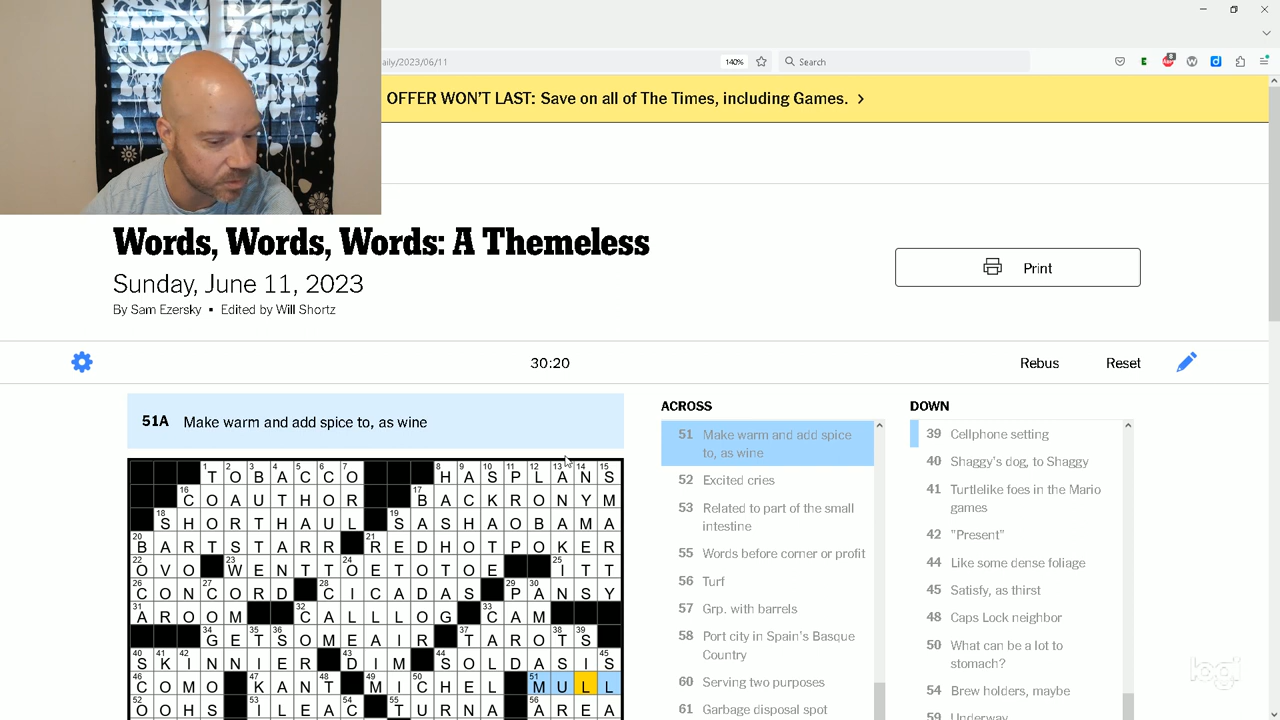 aily/2023/06/11
140%
Search
OFFER WON'T LAST: Save on all of The Times, including Games. >
Words, Words, Words: A Themeless
Sunday, June 11, 2023
By Sam Ezersky ▪ Edited by Will Shortz
Print
30:20
Rebus
Reset
51A Make warm and add spice to, as wine
TOBACCO HASPLANS
COAUTHOR BACKRONYM
SHORTHAUL SASHAOBAMA
BARTSTARR REDHOTPOKER
OVO WENTTOETOTOE ITT
CONCORD CICADAS PANSY
AROOM CALLLOG CAM
GETSOMEAIR TAROTS
SKINNIER DIM SOLDASIS
COMO KANT MICHEL MULL
OOHS ILEAC TURNA AREA
ACROSS
51 Make warm and add spice
to, as wine
52 Excited cries
53 Related to part of the small
intestine
55 Words before corner or profit
56 Turf
57 Grp. with barrels
58 Port city in Spain's Basque
Country
60 Serving two purposes
61 Garbage disposal spot
DOWN
39 Cellphone setting
40 Shaggy's dog, to Shaggy
41 Turtlelike foes in the Mario
games
42 "Present"
44 Like some dense foliage
45 Satisfy, as thirst
48 Caps Lock neighbor
50 What can be a lot to
stomach?
54 Brew holders, maybe
59 Underway